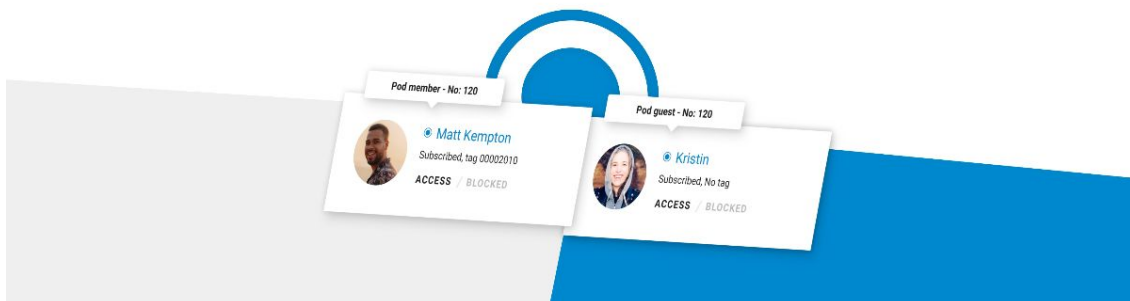 Pod member - No: 120
Matt Kempton
Subscribed, tag 00002010
ACCESS / BLOCKED
Pod guest - No: 120
Kristin
Subscribed, No tag
ACCESS / BLOCKED